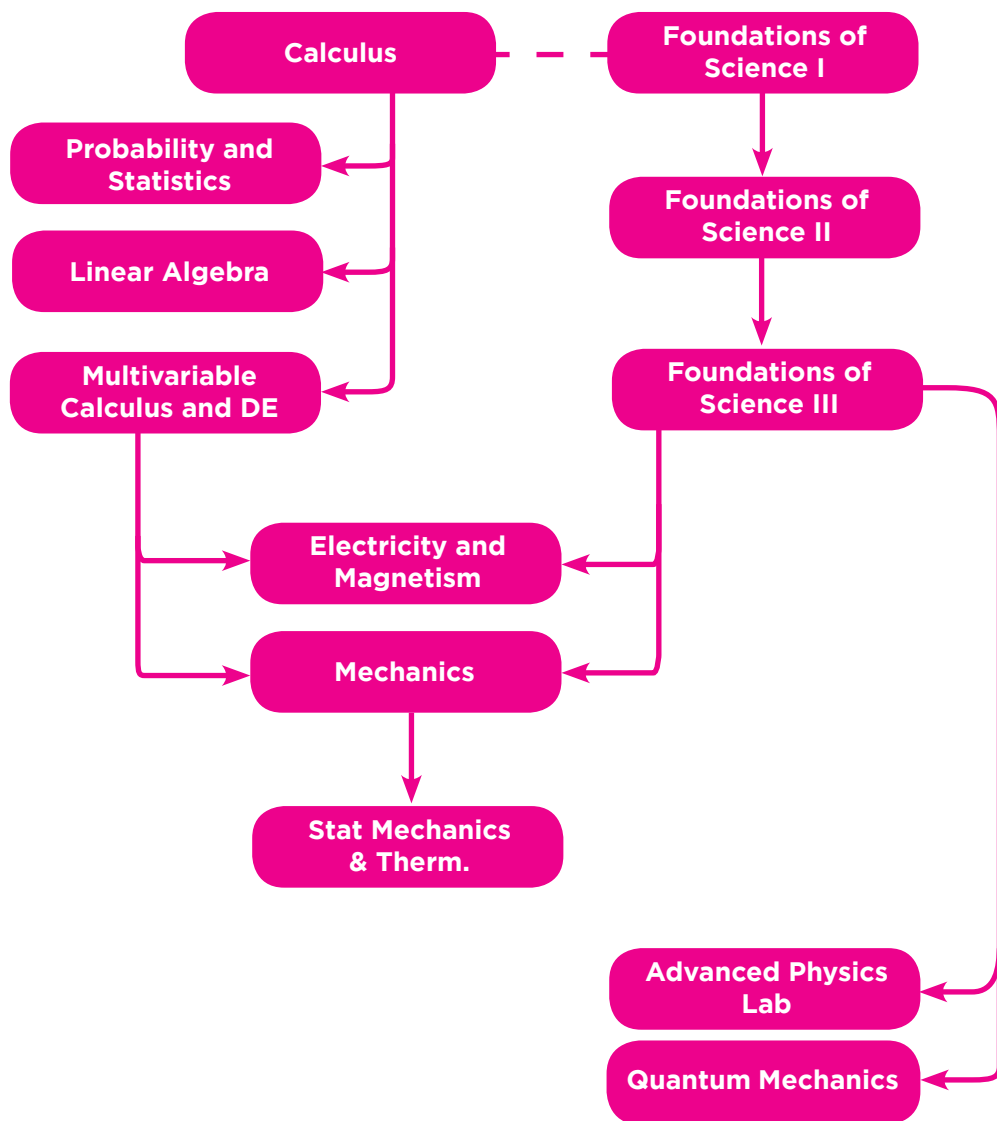 Calculus
Foundations of
Science I
Probability and
Statistics
Foundations of
Science II
Linear Algebra
Multivariable
Calculus and DE
Foundations of
Science III
Electricity and
Magnetism
Mechanics
Stat Mechanics
& Therm.
Advanced Physics
Lab
Quantum Mechanics